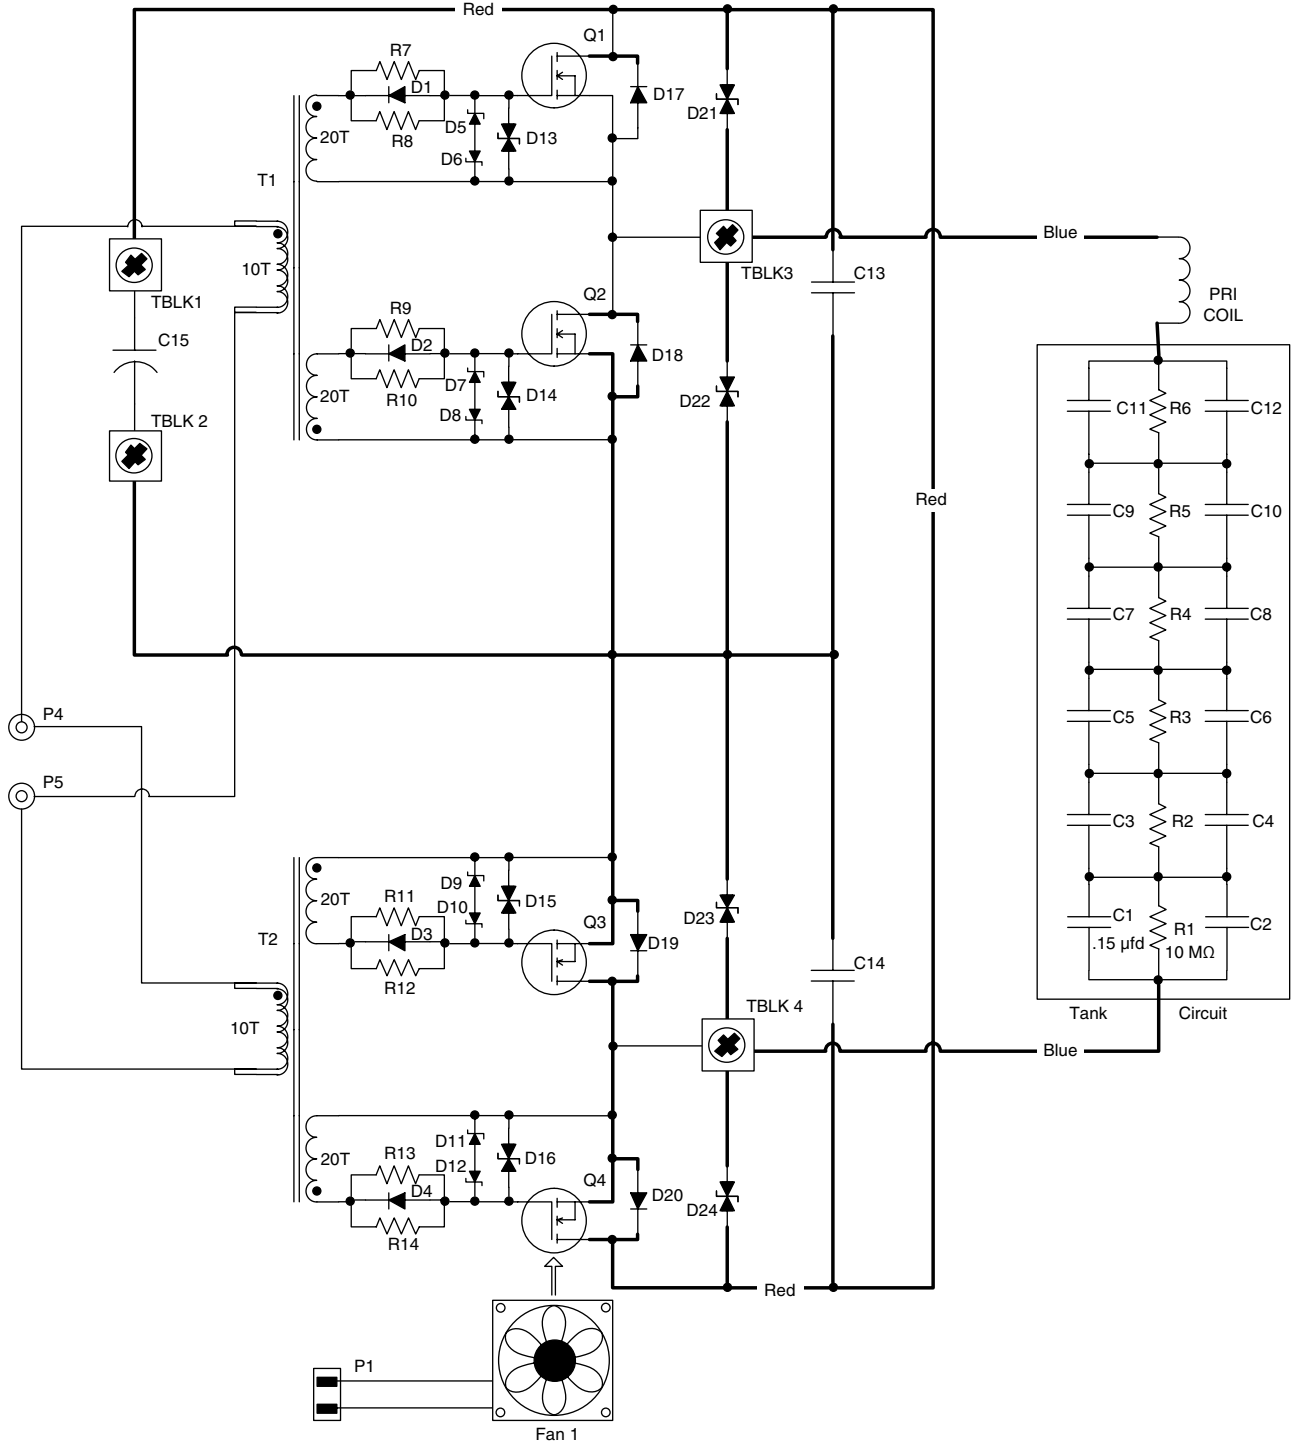 Red
Q1
R7
D1
D17
D21
D5
20T
R8
D13
D6
T1
Blue
10T
TBLK3
C13
Q2
PRI
COIL
TBLK1
R9
C15
D2
D18
D7
20T
R10
D14
D22
D8
TBLK 2
C11
R6
C12
Red
C9
R5
C10
C7
R4
C8
P4
C5
R3
C6
P5
C3
R2
C4
D9
20T
R11
D10
D15
D23
Q3
C1
R1
C2
D3
T2
D19
.15 µfd
10 MΩ
R12
C14
TBLK 4
Tank
Circuit
10T
Blue
D11
R13
D12
D16
20T
Q4
D4
D20
D24
R14
Red
P1
Fan 1